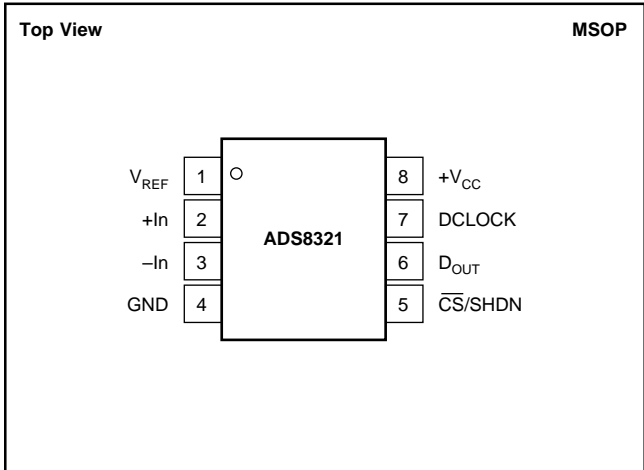 Top View MSOP
V_REF 1 8 +V_CC
+In 2 7 DCLOCK
ADS8321
–In 3 6 D_OUT
GND 4 5 C̅S̅/SHDN